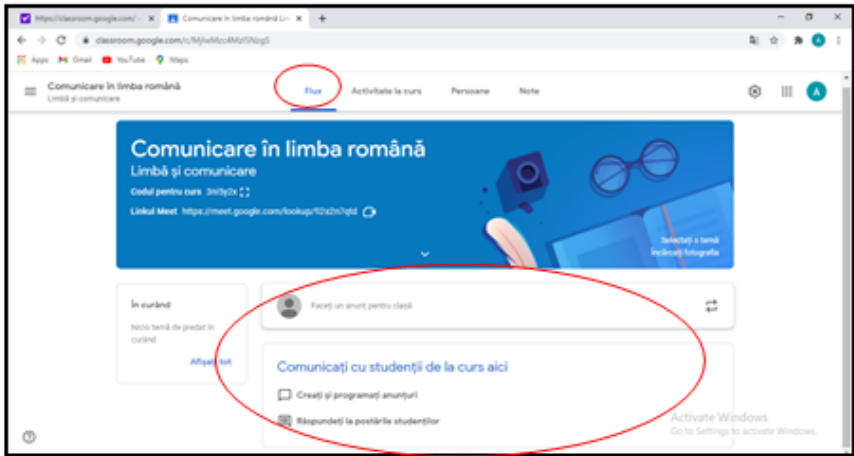 https://classroom.google.com/
Comunicare în limba română Lim
classroom.google.com/c/MjIwMzc4MzI5Nzg5
Apps Gmail YouTube Maps
Comunicare în limba română
Limbă și comunicare
Flux Activitate la curs Persoane Note
A
Comunicare în limba română
Limbă și comunicare
Codul pentru curs 3ni5y2x
Linkul Meet https://meet.google.com/lookup/fi2s2n7qtd
Selectați o temă
Încărcați fotografia
În curând
Nicio temă de predat în
curând
Afișați tot
Faceți un anunț pentru clasă
Comunicați cu studenții de la curs aici
Creați și programați anunțuri
Răspundeți la postările studenților
Activate Windows
Go to Settings to activate Windows.